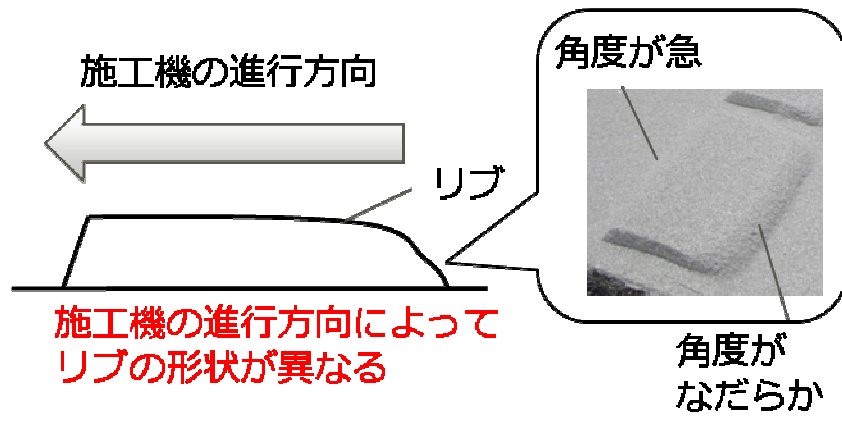 施工機の進行方向
角度が急
リブ
施工機の進行方向によって
リブの形状が異なる
角度が
なだらか